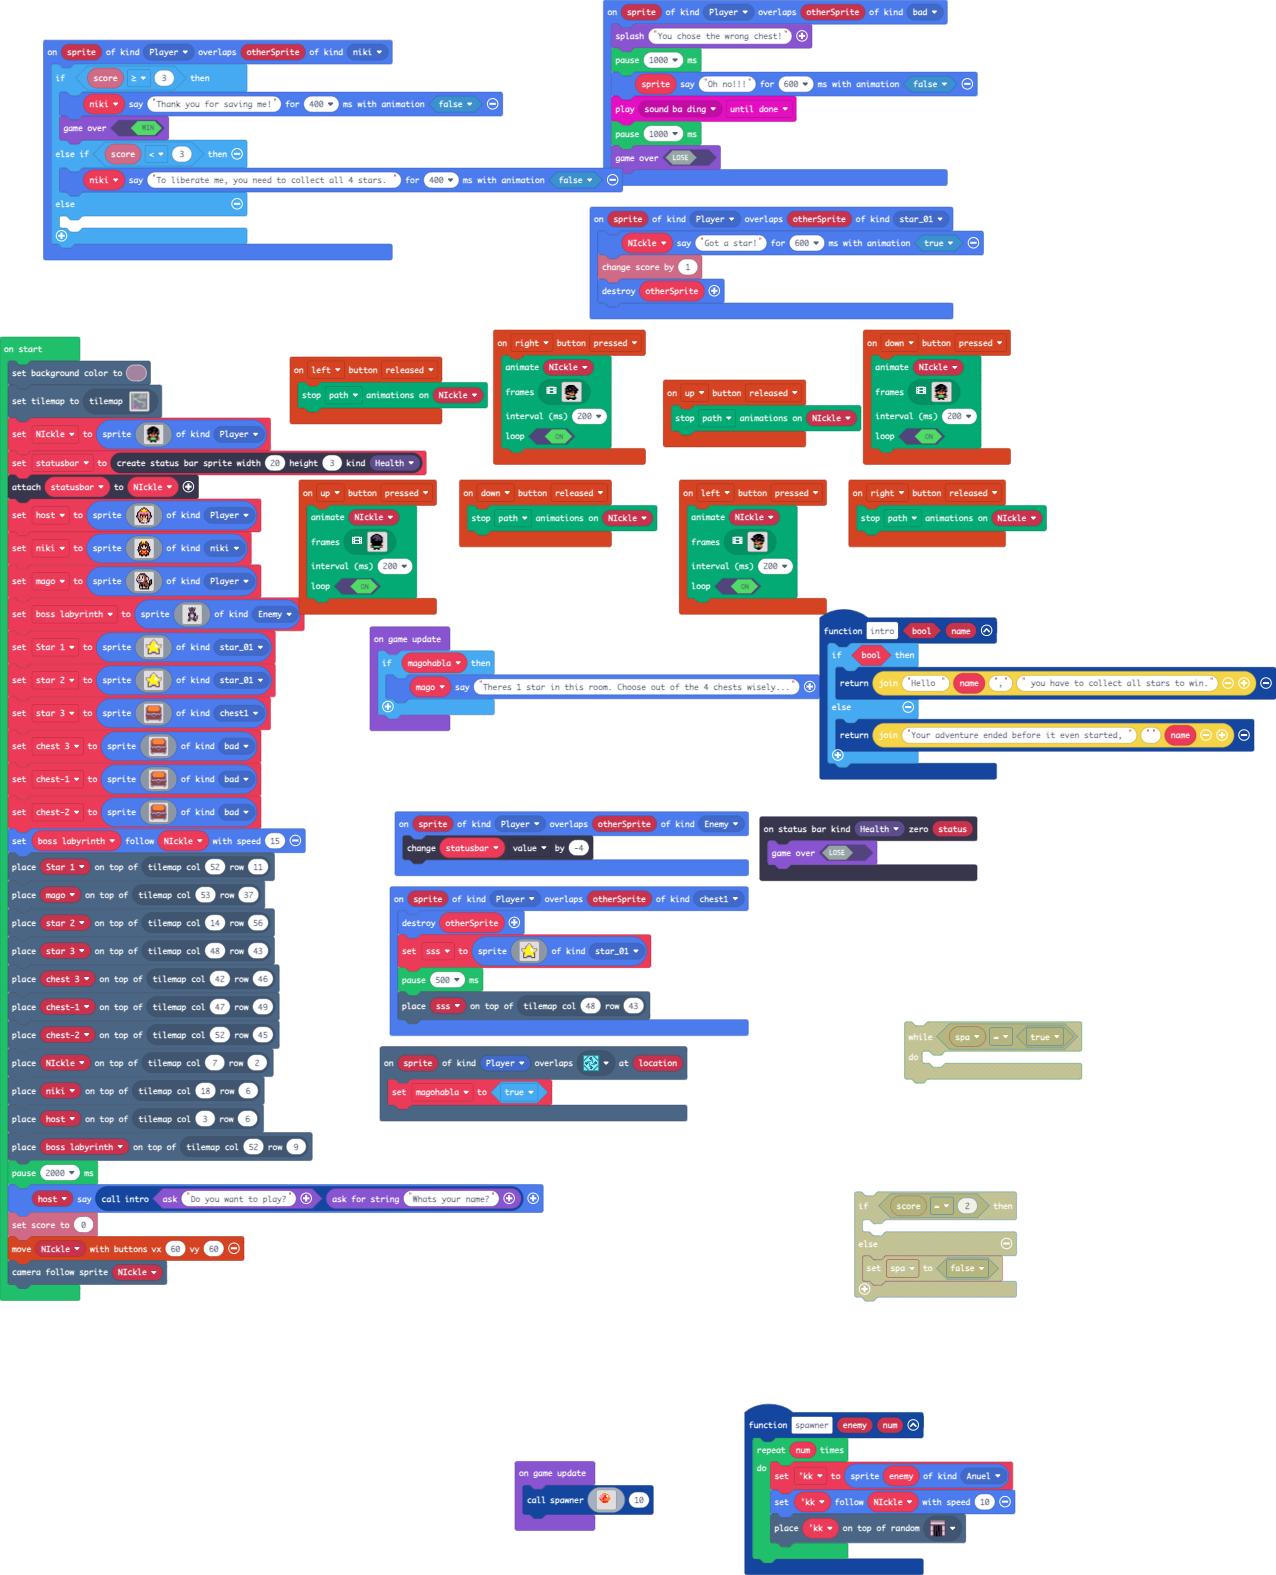 on sprite of kind Player overlaps otherSprite of kind bad
splash "You chose the wrong chest!"
pause 1000 ms
sprite say "Oh no!!!" for 600 ms with animation false
play sound ba ding until done
pause 1000 ms
game over LOSE
on sprite of kind Player overlaps otherSprite of kind niki
if score ≥ 3 then
niki say "Thank you for saving me!" for 400 ms with animation false
game over WIN
else if score < 3 then
niki say "To liberate me, you need to collect all 4 stars. " for 400 ms with animation false
else
on sprite of kind Player overlaps otherSprite of kind star_01
NIckle say "Got a star!" for 600 ms with animation true
change score by 1
destroy otherSprite
on start
set background color to
set tilemap to tilemap
set NIckle to sprite of kind Player
set statusbar to create status bar sprite width 20 height 3 kind Health
attach statusbar to NIckle
set host to sprite of kind Player
set niki to sprite of kind niki
set mago to sprite of kind Player
set boss labyrinth to sprite of kind Enemy
set Star 1 to sprite of kind star_01
set star 2 to sprite of kind star_01
set star 3 to sprite of kind chest1
set chest 3 to sprite of kind bad
set chest-1 to sprite of kind bad
set chest-2 to sprite of kind bad
set boss labyrinth follow NIckle with speed 15
place Star 1 on top of tilemap col 52 row 11
place mago on top of tilemap col 53 row 37
place star 2 on top of tilemap col 14 row 56
place star 3 on top of tilemap col 48 row 43
place chest 3 on top of tilemap col 42 row 46
place chest-1 on top of tilemap col 47 row 49
place chest-2 on top of tilemap col 52 row 45
place NIckle on top of tilemap col 7 row 2
place niki on top of tilemap col 18 row 6
place host on top of tilemap col 3 row 6
place boss labyrinth on top of tilemap col 52 row 9
pause 2000 ms
host say call intro ask "Do you want to play?" ask for string "Whats your name?"
set score to 0
move NIckle with buttons vx 60 vy 60
camera follow sprite NIckle
on left button released
stop path animations on NIckle
on right button pressed
animate NIckle
frames
interval (ms) 200
loop ON
on up button released
stop path animations on NIckle
on down button pressed
animate NIckle
frames
interval (ms) 200
loop ON
on up button pressed
animate NIckle
frames
interval (ms) 200
loop ON
on down button released
stop path animations on NIckle
on left button pressed
animate NIckle
frames
interval (ms) 200
loop ON
on right button released
stop path animations on NIckle
on game update
if magohabla then
mago say "Theres 1 star in this room. Choose out of the 4 chests wisely..."
function intro bool name
if bool then
return join "Hello " name "," " you have to collect all stars to win."
else
return join "Your adventure ended before it even started, " "" name
on sprite of kind Player overlaps otherSprite of kind Enemy
change statusbar value by -4
on status bar kind Health zero status
game over LOSE
on sprite of kind Player overlaps otherSprite of kind chest1
destroy otherSprite
set sss to sprite of kind star_01
pause 500 ms
place sss on top of tilemap col 48 row 43
on sprite of kind Player overlaps at location
set magohabla to true
while spa = true
do
if score = 2 then
else
set spa to false
on game update
call spawner 10
function spawner enemy num
repeat num times
do
set 'kk to sprite enemy of kind Anuel
set 'kk follow NIckle with speed 10
place 'kk on top of random